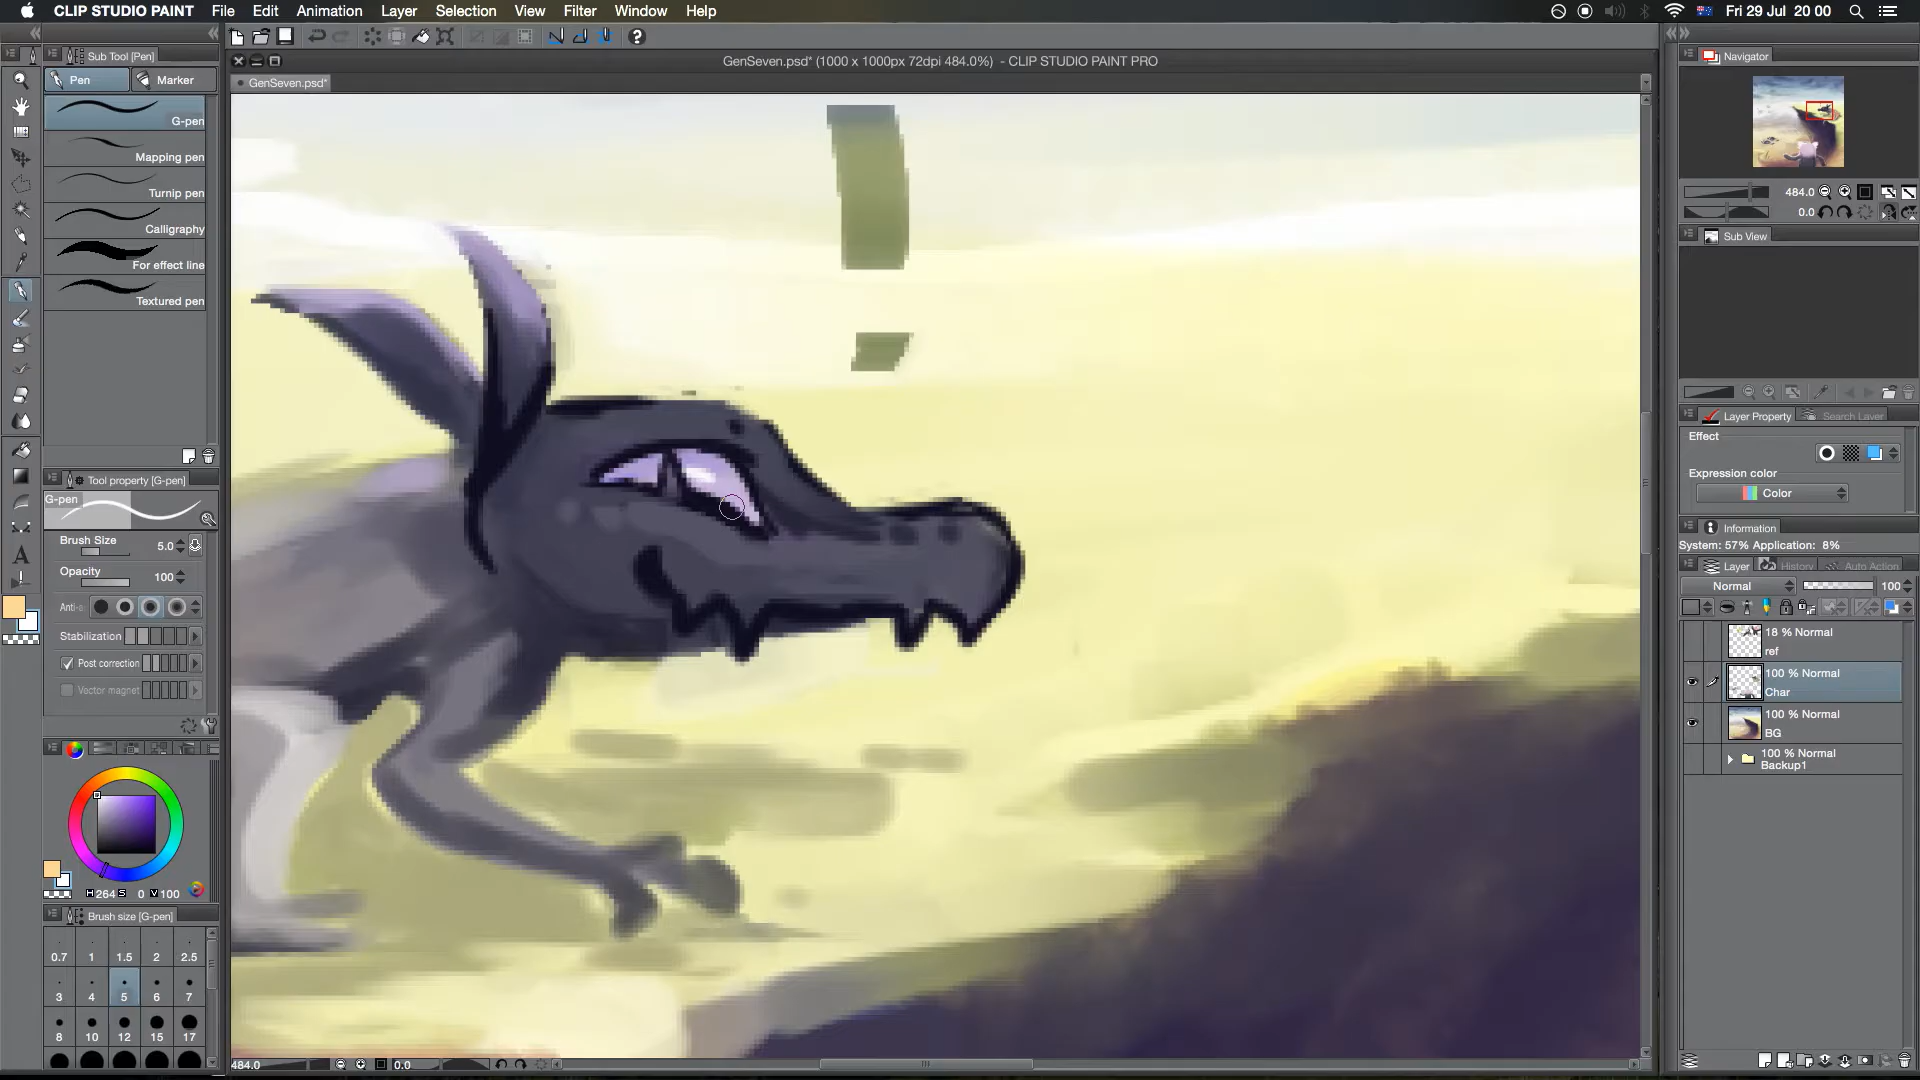 CLIP STUDIO PAINT File Edit Animation Layer Selection View Filter Window Help Fri 29 Jul 20 00
Sub Tool [Pen]
Pen
Marker
G-pen
Mapping pen
Turnip pen
Calligraphy
For effect line
Textured pen
Tool property [G-pen]
G-pen
Brush Size 5.0
Opacity 100
Anti-a
Stabilization
Post correction
Vector magnet
H 264 S 0 V 100
Brush size [G-pen]
0.7 1 1.5 2 2.5
3 4 5 6 7
8 10 12 15 17
GenSeven.psd* (1000 x 1000px 72dpi 484.0%) - CLIP STUDIO PAINT PRO
GenSeven.psd*
484.0 0.0
Navigator
484.0
0.0
Sub View
Layer Property
Search Layer
Effect
Expression color
Color
Information
System: 57% Application: 8%
Layer History Auto Action
Normal 100
18 % Normal
ref
100 % Normal
Char
100 % Normal
BG
100 % Normal
Backup1